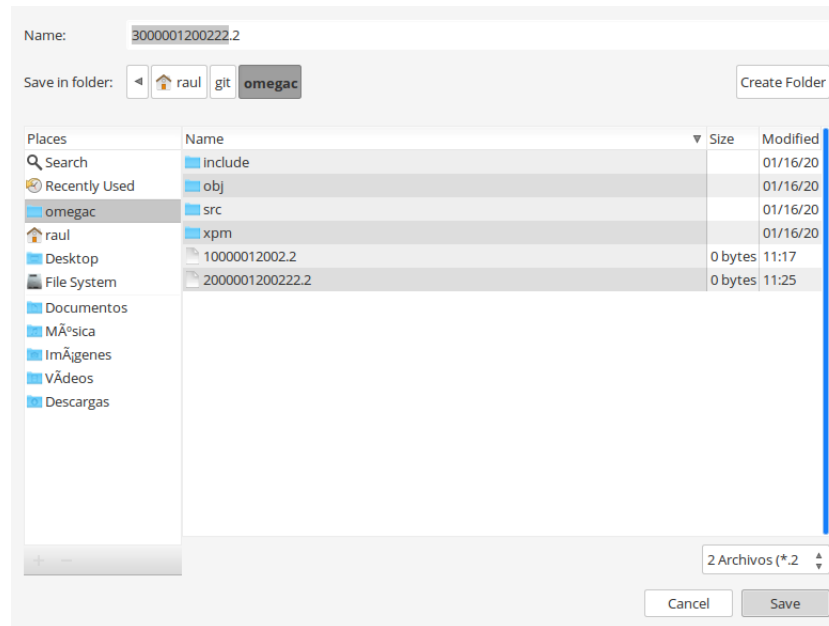 Name: 3000001200222.2
Save in folder: raul git omegac Create Folder
Places Name Size Modified
Search include 01/16/20
Recently Used obj 01/16/20
omegac src 01/16/20
raul xpm 01/16/20
Desktop 10000012002.2 0 bytes 11:17
File System 2000001200222.2 0 bytes 11:25
Documentos
MÃºsica
ImÃ¡genes
VÃdeos
Descargas
2 Archivos (*.2
Cancel Save